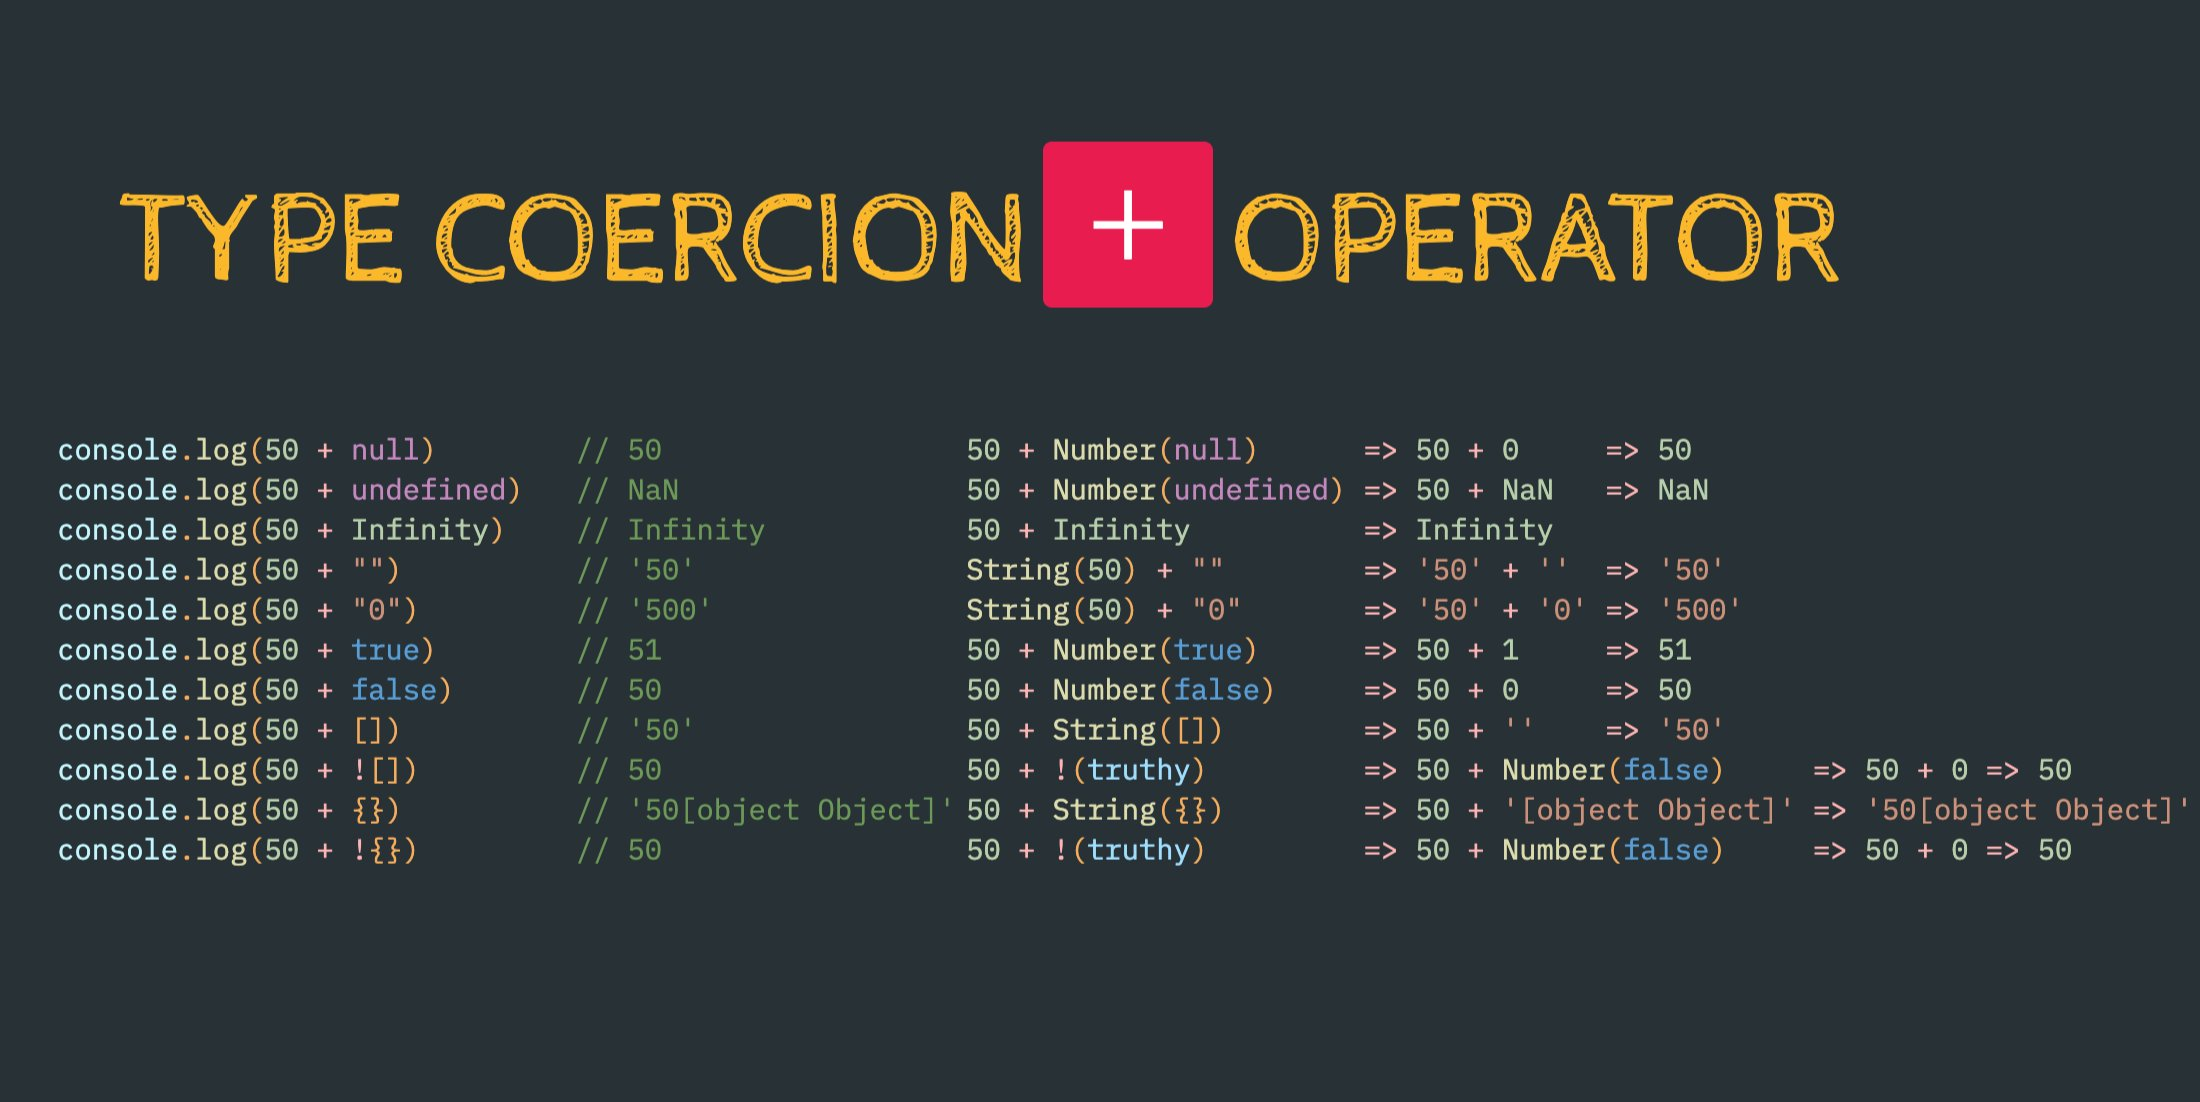 TYPE COERCION + OPERATOR
console.log(50 + null) // 50 50 + Number(null) => 50 + 0 => 50
console.log(50 + undefined) // NaN 50 + Number(undefined) => 50 + NaN => NaN
console.log(50 + Infinity) // Infinity 50 + Infinity => Infinity
console.log(50 + "") // '50' String(50) + "" => '50' + '' => '50'
console.log(50 + "0") // '500' String(50) + "0" => '50' + '0' => '500'
console.log(50 + true) // 51 50 + Number(true) => 50 + 1 => 51
console.log(50 + false) // 50 50 + Number(false) => 50 + 0 => 50
console.log(50 + []) // '50' 50 + String([]) => 50 + '' => '50'
console.log(50 + ![]) // 50 50 + !(truthy) => 50 + Number(false) => 50 + 0 => 50
console.log(50 + {}) // '50[object Object]' 50 + String({}) => 50 + '[object Object]' => '50[object Object]'
console.log(50 + !{}) // 50 50 + !(truthy) => 50 + Number(false) => 50 + 0 => 50